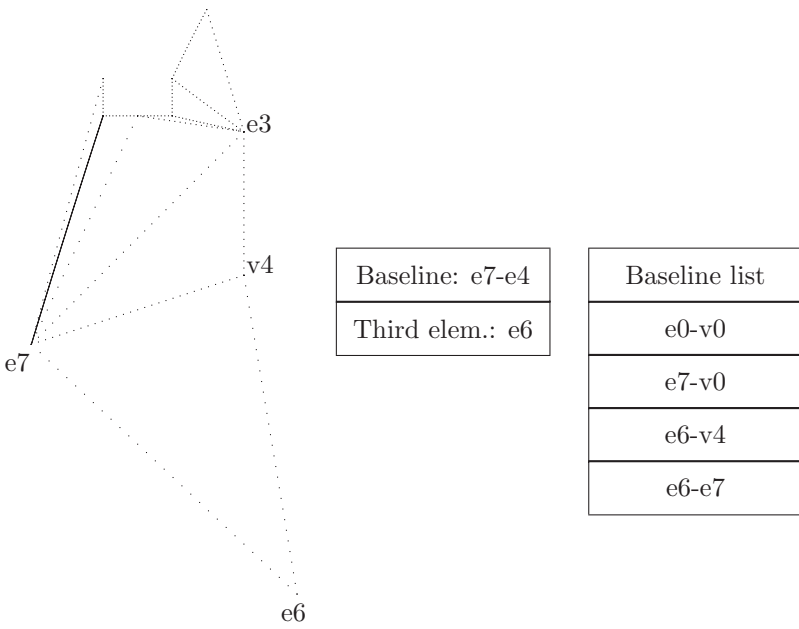 e3
v4
e7
e6
Baseline: e7-e4
Third elem.: e6
Baseline list
e0-v0
e7-v0
e6-v4
e6-e7